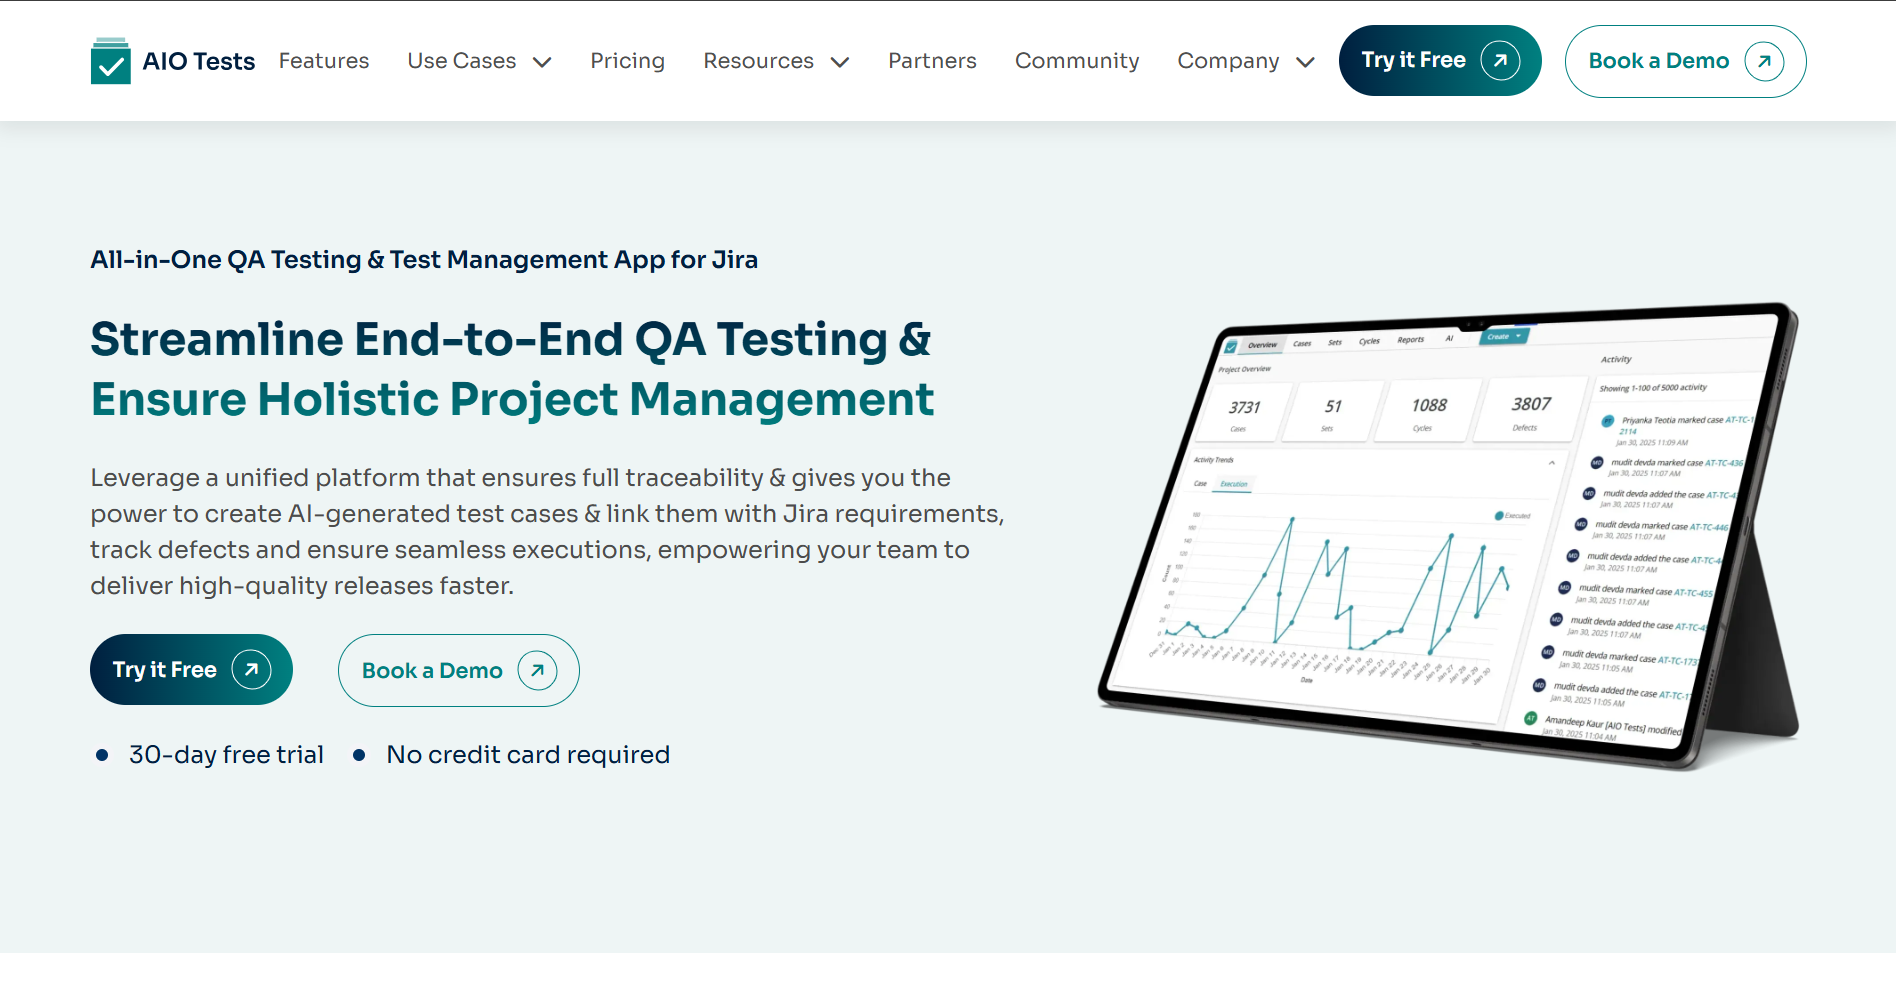 AIO Tests
Features
Use Cases
Pricing
Resources
Partners
Community
Company
Try it Free
Book a Demo
All-in-One QA Testing & Test Management App for Jira
Streamline End-to-End QA Testing &
Ensure Holistic Project Management
Leverage a unified platform that ensures full traceability & gives you the
power to create AI-generated test cases & link them with Jira requirements,
track defects and ensure seamless executions, empowering your team to
deliver high-quality releases faster.
Try it Free
Book a Demo
30-day free trial
No credit card required
Overview
Cases
Sets
Cycles
Reports
AI
Create
Project Overview
3731
Cases
51
Sets
1088
Cycles
3807
Defects
Activity Trends
Case
Execution
Executed
Count
Date
Activity
Showing 1-100 of 5000 activity
Priyanka Teotia marked case AT-TC-1
2114
Jan 30, 2025 11:09 AM
MD
mudit devda marked case AT-TC-436
Jan 30, 2025 11:07 AM
MD
mudit devda added the case AT-TC-4
Jan 30, 2025 11:07 AM
MD
mudit devda marked case AT-TC-446
Jan 30, 2025 11:07 AM
MD
mudit devda added the case AT-TC-4
Jan 30, 2025 11:07 AM
MD
mudit devda marked case AT-TC-455
Jan 30, 2025 11:07 AM
MD
mudit devda added the case AT-TC-4
Jan 30, 2025 11:07 AM
MD
mudit devda marked case AT-TC-173
Jan 30, 2025 11:05 AM
MD
mudit devda added the case AT-TC-1
Jan 30, 2025 11:05 AM
AT
Amandeep Kaur [AIO Tests] modified
Jan 30, 2025 11:04 AM